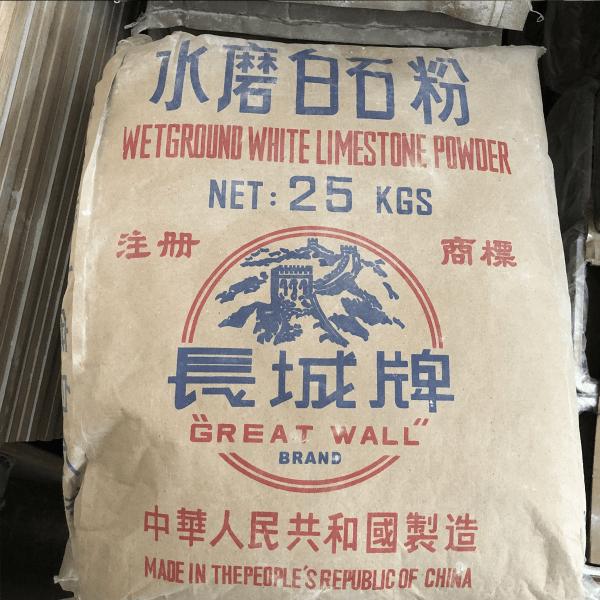 水磨白石粉
WETGROUND WHITE LIMESTONE POWDER
NET: 25 KGS
注册 商標
長城牌
"GREAT WALL"
BRAND
中華人民共和國製造
MADE IN THEPEOPLE'S REPUBLIC OF CHINA